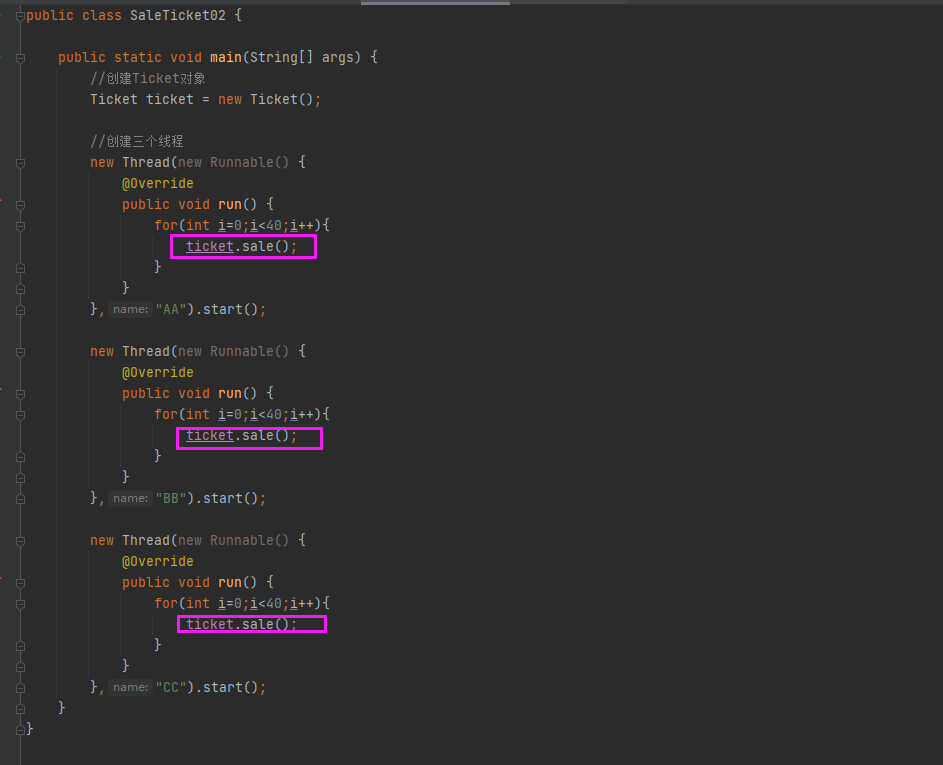 public class SaleTicket02 {
public static void main(String[] args) {
//创建Ticket对象
Ticket ticket = new Ticket();
//创建三个线程
new Thread(new Runnable() {
@Override
public void run() {
for(int i=0;i<40;i++){
ticket.sale();
}
}
}, name: "AA").start();
new Thread(new Runnable() {
@Override
public void run() {
for(int i=0;i<40;i++){
ticket.sale();
}
}
}, name: "BB").start();
new Thread(new Runnable() {
@Override
public void run() {
for(int i=0;i<40;i++){
ticket.sale();
}
}
}, name: "CC").start();
}
}